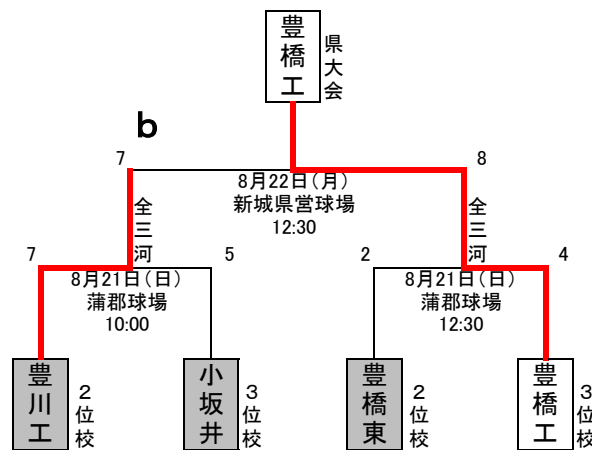 豊橋工
県大会
b
7
8
8月22日(月)
新城県営球場
12:30
全三河
全三河
7
5
2
4
8月21日(日)
蒲郡球場
10:00
8月21日(日)
蒲郡球場
12:30
豊川工
2位校
小坂井
3位校
豊橋東
2位校
豊橋工
3位校